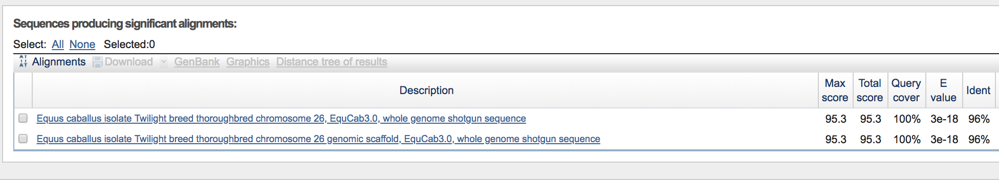 Sequences producing significant alignments:
Select: All None Selected:0
Alignments Download GenBank Graphics Distance tree of results
Description Max score Total score Query cover E value Ident
Equus caballus isolate Twilight breed thoroughbred chromosome 26, EquCab3.0, whole genome shotgun sequence 95.3 95.3 100% 3e-18 96%
Equus caballus isolate Twilight breed thoroughbred chromosome 26 genomic scaffold, EquCab3.0, whole genome shotgun sequence 95.3 95.3 100% 3e-18 96%